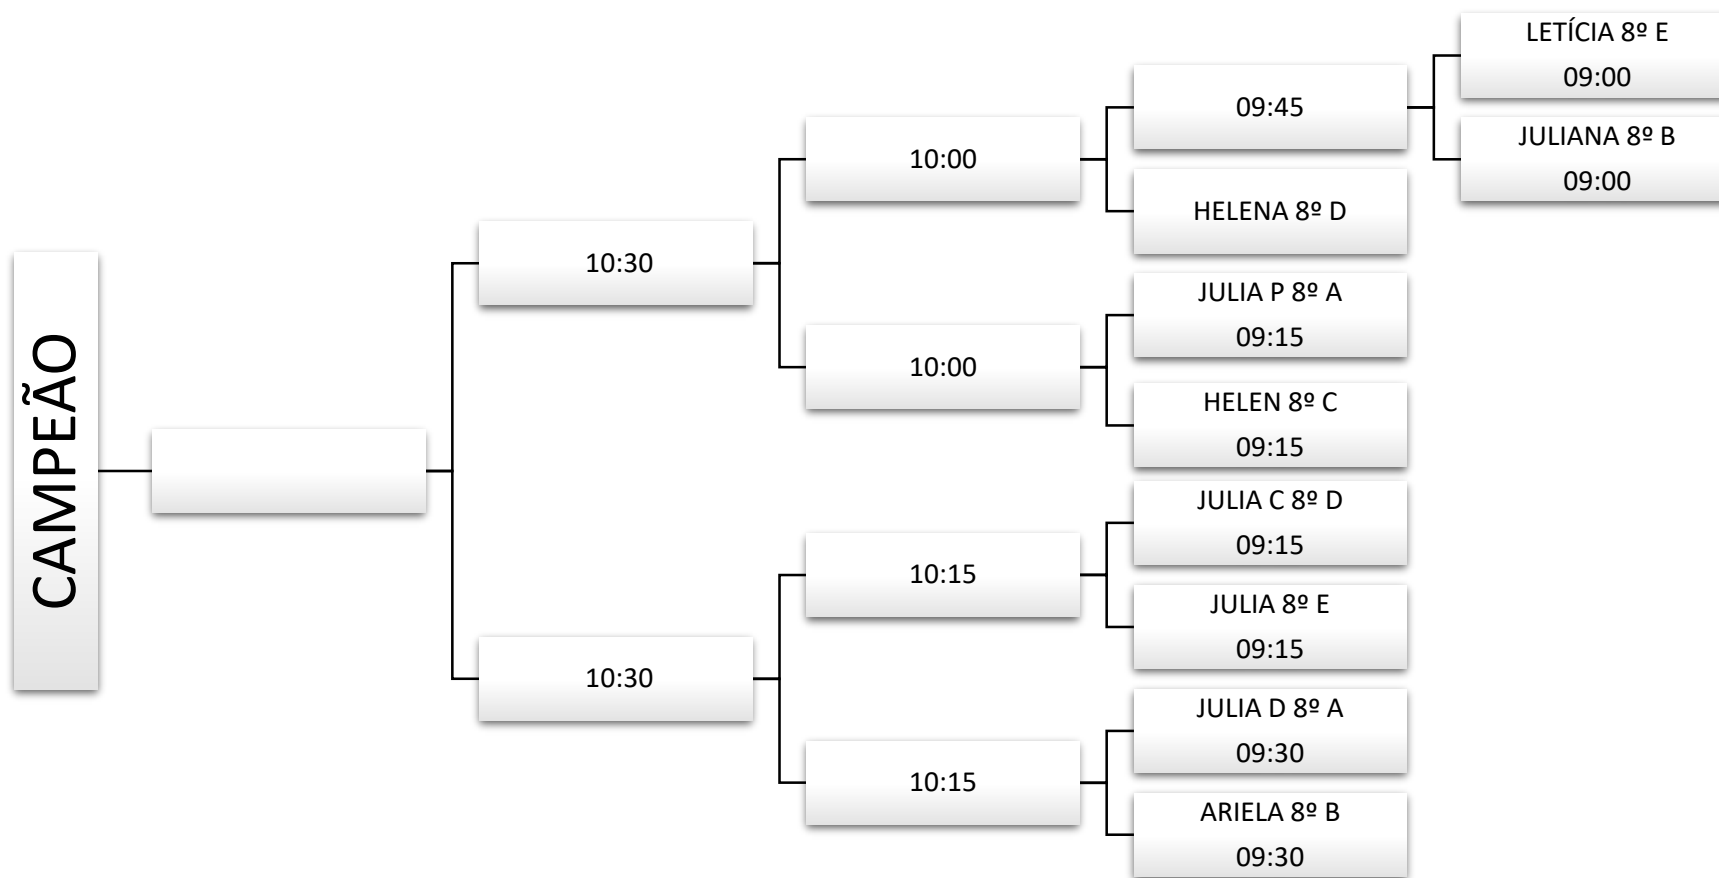 CAMPEÃO
10:30
10:30
10:00
10:00
10:15
10:15
09:45
HELENA 8º D
JULIA P 8º A
09:15
HELEN 8º C
09:15
JULIA C 8º D
09:15
JULIA 8º E
09:15
JULIA D 8º A
09:30
ARIELA 8º B
09:30
LETÍCIA 8º E
09:00
JULIANA 8º B
09:00